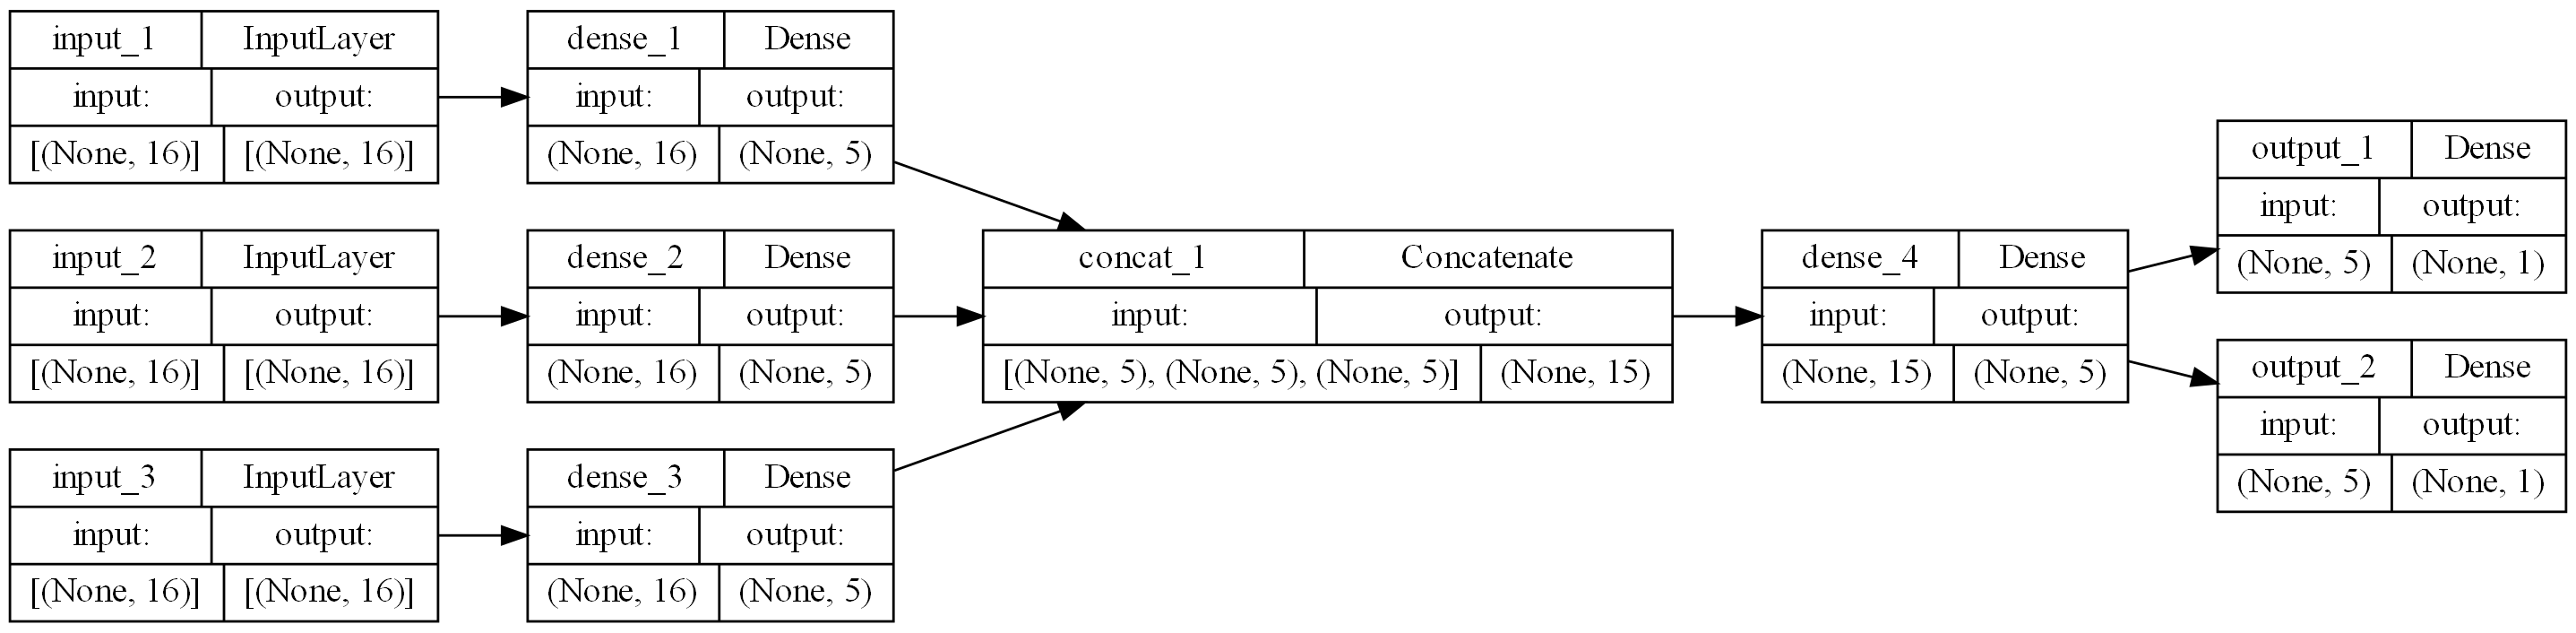 input_1 InputLayer
input: output:
[(None, 16)] [(None, 16)]
dense_1 Dense
input: output:
(None, 16) (None, 5)
input_2 InputLayer
input: output:
[(None, 16)] [(None, 16)]
dense_2 Dense
input: output:
(None, 16) (None, 5)
input_3 InputLayer
input: output:
[(None, 16)] [(None, 16)]
dense_3 Dense
input: output:
(None, 16) (None, 5)
concat_1 Concatenate
input: output:
[(None, 5), (None, 5), (None, 5)] (None, 15)
dense_4 Dense
input: output:
(None, 15) (None, 5)
output_1 Dense
input: output:
(None, 5) (None, 1)
output_2 Dense
input: output:
(None, 5) (None, 1)